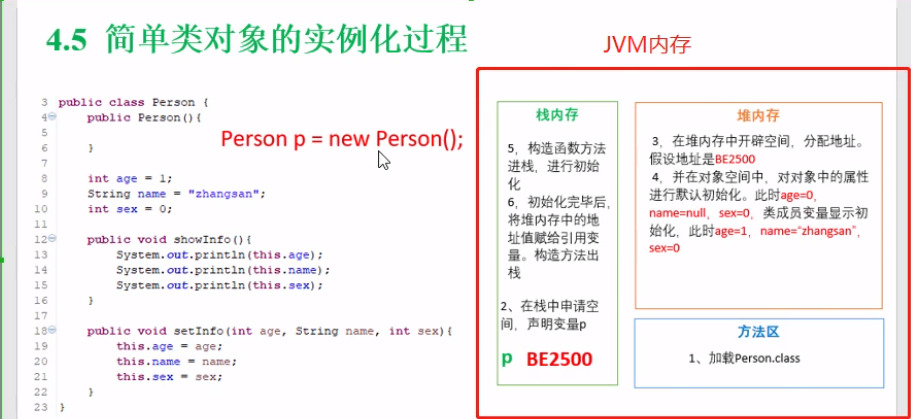 4.5 简单类对象的实例化过程
JVM内存
3 public class Person {
4 public Person(){
5
6 }
7
8 int age = 1;
9 String name = "zhangsan";
10 int sex = 0;
11
12 public void showInfo(){
13 System.out.println(this.age);
14 System.out.println(this.name);
15 System.out.println(this.sex);
16 }
17
18 public void setInfo(int age, String name, int sex){
19 this.age = age;
20 this.name = name;
21 this.sex = sex;
22 }
23 }
Person p = new Person();
栈内存
5，构造函数方法
进栈，进行初始
化
6，初始化完毕后，
将堆内存中的地
址值赋给引用变
量。构造方法出
栈
2、在栈中申请空
间，声明变量p
p BE2500
堆内存
3，在堆内存中开辟空间，分配地址。
假设地址是BE2500
4，并在对象空间中，对对象中的属性
进行默认初始化。此时age=0,
name=null，sex=0，类成员变量显示初
始化，此时age=1，name="zhangsan",
sex=0
方法区
1、加载Person.class